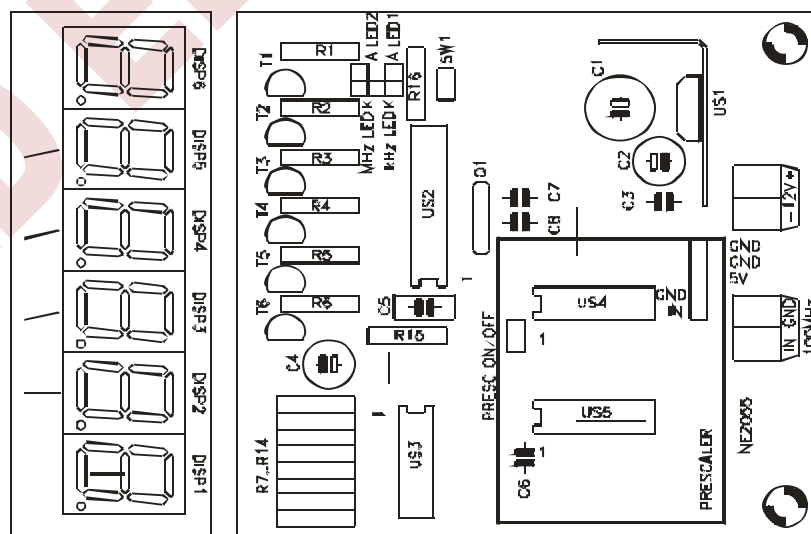 DISP6
DISP5
DISP4
DISP3
DISP2
DISP1
T1
R1
A LED2
A LED1
T2
R2
MHz LED K
kHz LED K
R16
SW1
T3
R3
T4
R4
T5
R5
T6
R6
US2
1
Q1
C7
C8
C1
US1
C2
C3
- 12V +
GND
GND
5V
C5
R15
C4
PRESC ON/OFF
1
US4
GND
IN
IN GND
100MHz
R7...R14
US3
US5
1
C6
PRESCALER